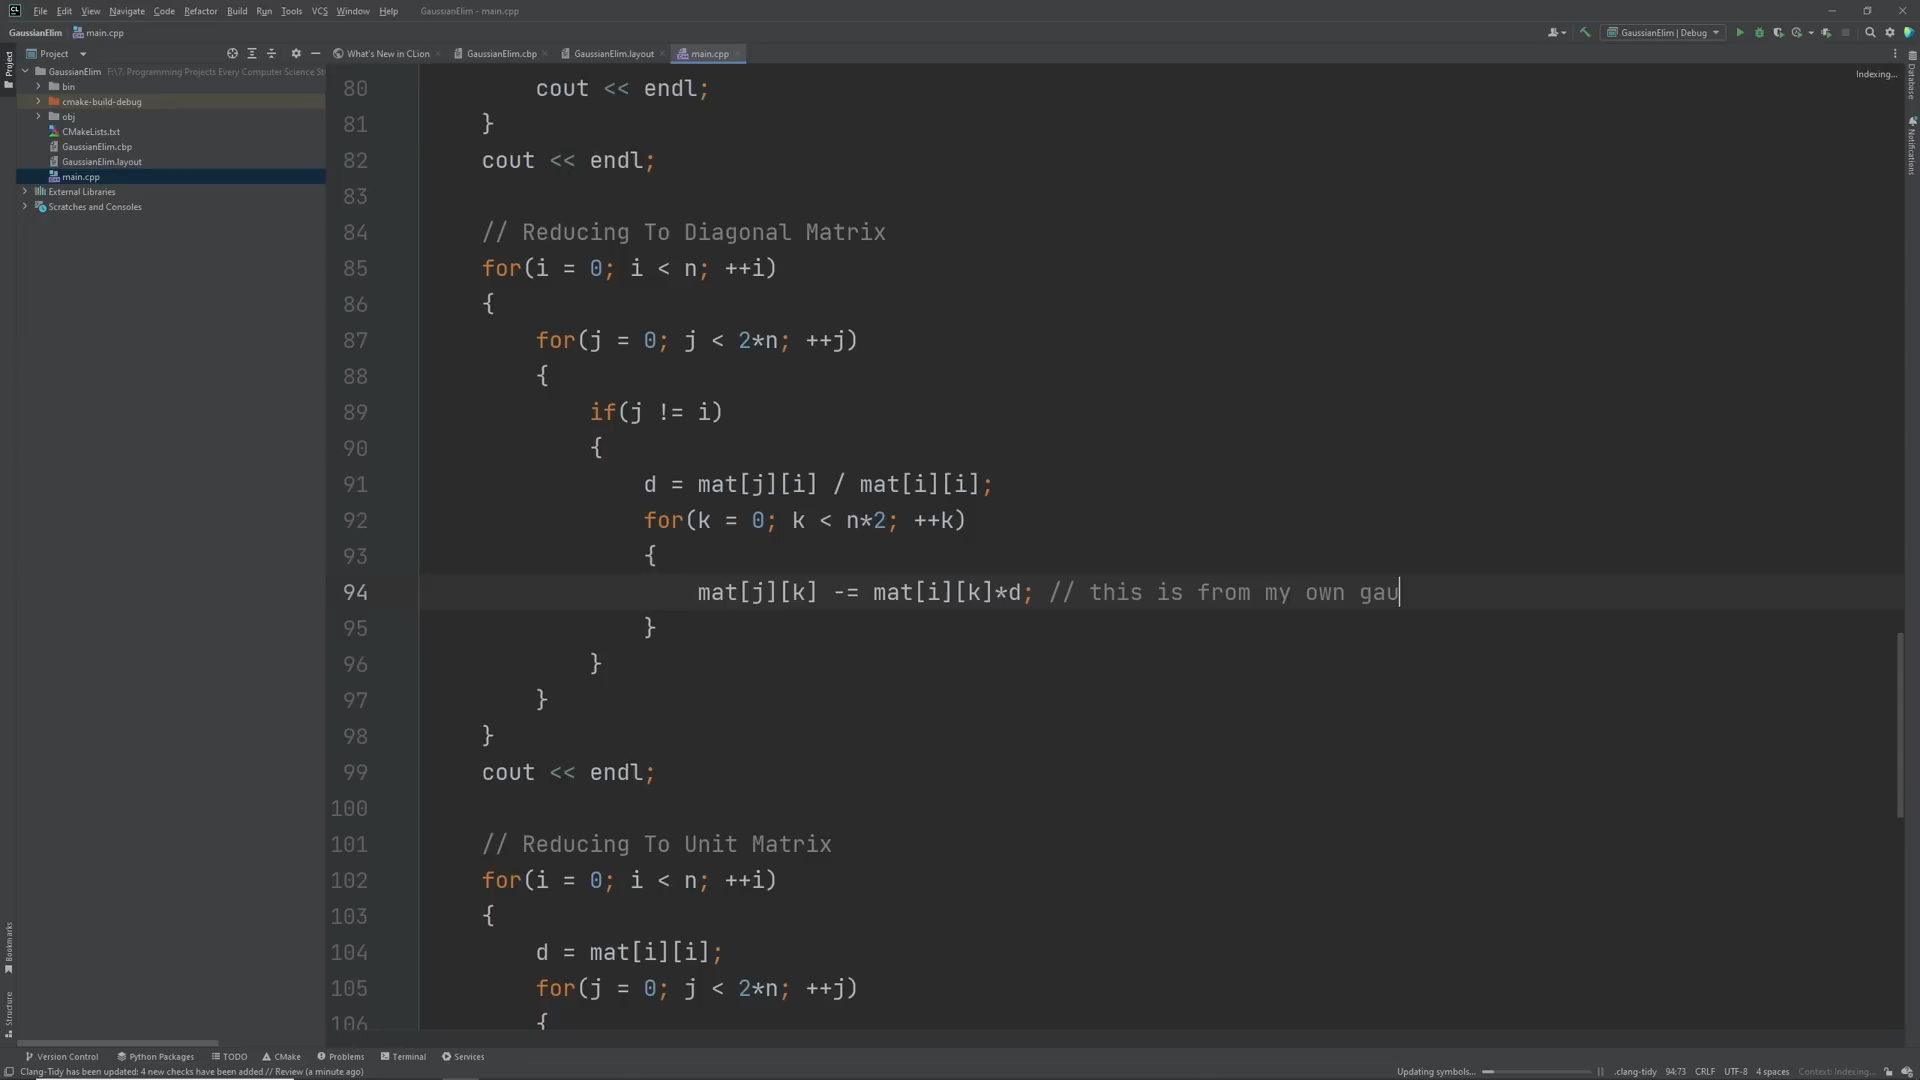 File Edit View Navigate Code Refactor Build Run Tools VCS Window Help GaussianElim - main.cpp
GaussianElim main.cpp GaussianElim | Debug
Project What's New in CLion GaussianElim.cbp GaussianElim.layout main.cpp
Indexing...
Project
GaussianElim F:\7. Programming Projects Every Computer Science St
bin
cmake-build-debug
obj
CMakeLists.txt
GaussianElim.cbp
GaussianElim.layout
main.cpp
External Libraries
Scratches and Consoles
80 cout << endl;
81 }
82 cout << endl;
83
84 // Reducing To Diagonal Matrix
85 for(i = 0; i < n; ++i)
86 {
87 for(j = 0; j < 2*n; ++j)
88 {
89 if(j != i)
90 {
91 d = mat[j][i] / mat[i][i];
92 for(k = 0; k < n*2; ++k)
93 {
94 mat[j][k] -= mat[i][k]*d; // this is from my own gau
95 }
96 }
97 }
98 }
99 cout << endl;
100
101 // Reducing To Unit Matrix
102 for(i = 0; i < n; ++i)
103 {
104 d = mat[i][i];
105 for(j = 0; j < 2*n; ++j)
106 {
Database
Notifications
Bookmarks
Structure
Version Control Python Packages TODO CMake Problems Terminal Services
Clang-Tidy has been updated: 4 new checks have been added // Review (a minute ago) Updating symbols... .clang-tidy 94:73 CRLF UTF-8 4 spaces Context: Indexing...